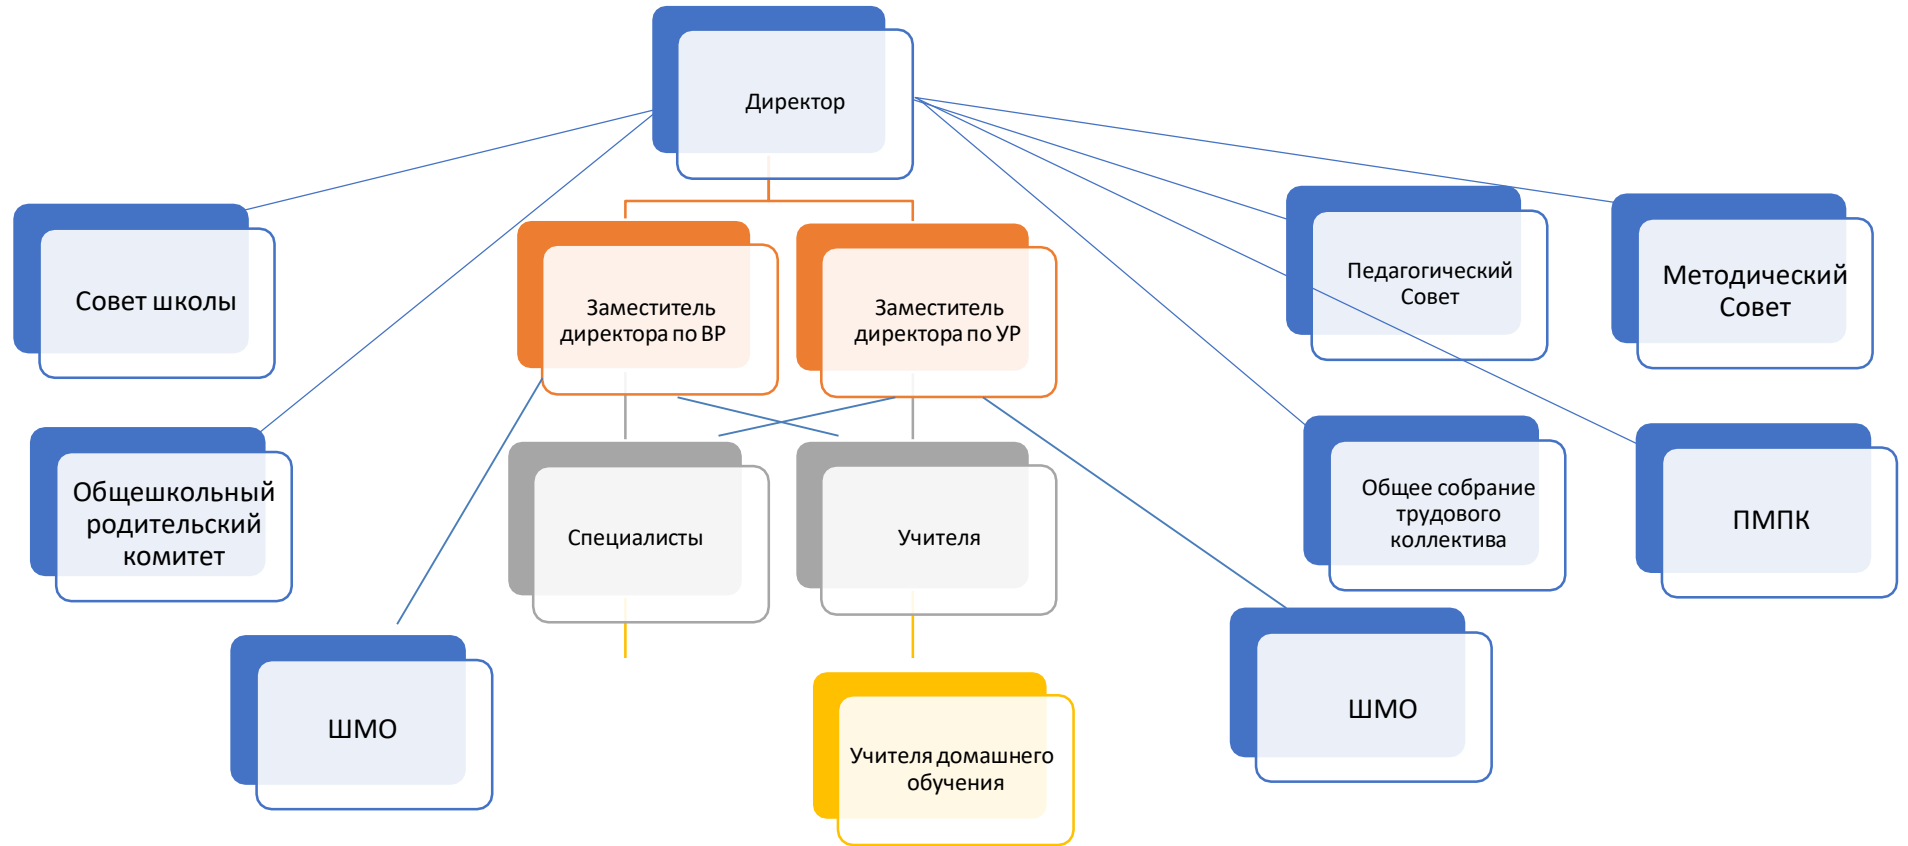 Директор
Совет школы
Заместитель
директора по ВР
Заместитель
директора по УР
Педагогический
Совет
Методический
Совет
Общешкольный
родительский
комитет
Специалисты
Учителя
Общее собрание
трудового
коллектива
ПМПК
ШМО
Учителя домашнего
обучения
ШМО